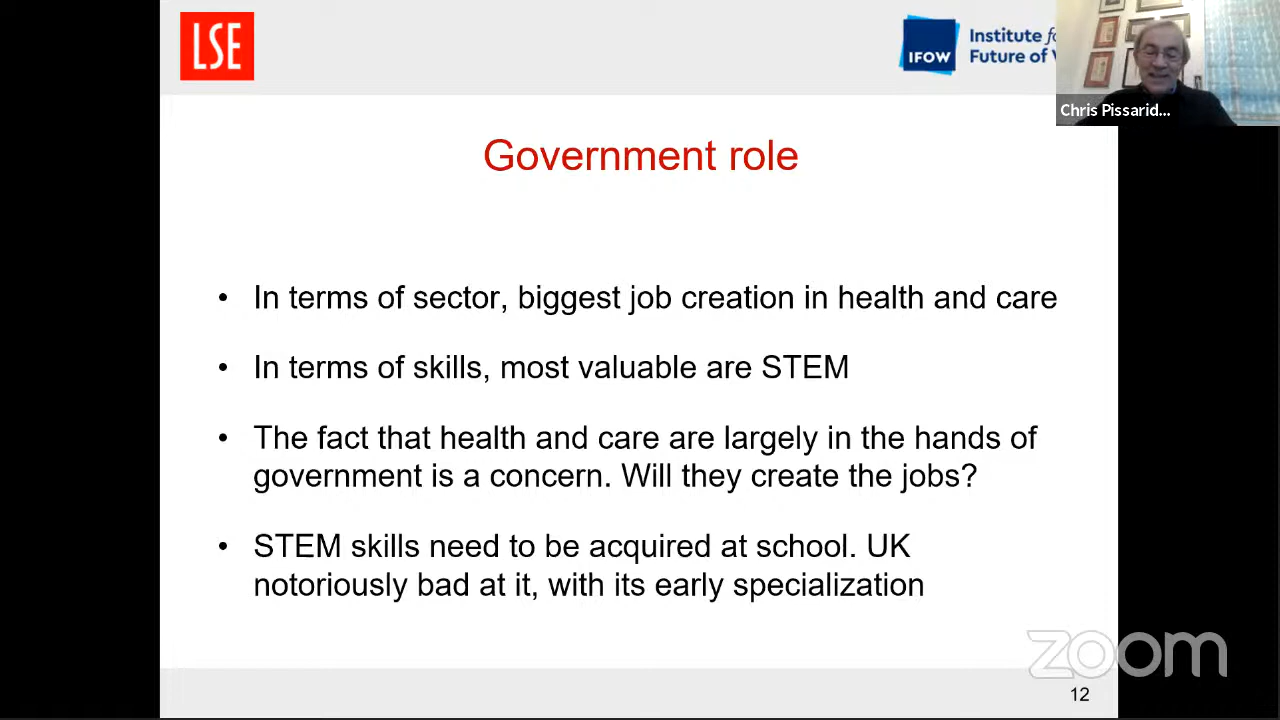 LSE
IFOW
Institute for
Future of
Chris Pissarid...
Government role
• In terms of sector, biggest job creation in health and care
• In terms of skills, most valuable are STEM
• The fact that health and care are largely in the hands of
government is a concern. Will they create the jobs?
• STEM skills need to be acquired at school. UK
notoriously bad at it, with its early specialization
zoom
12